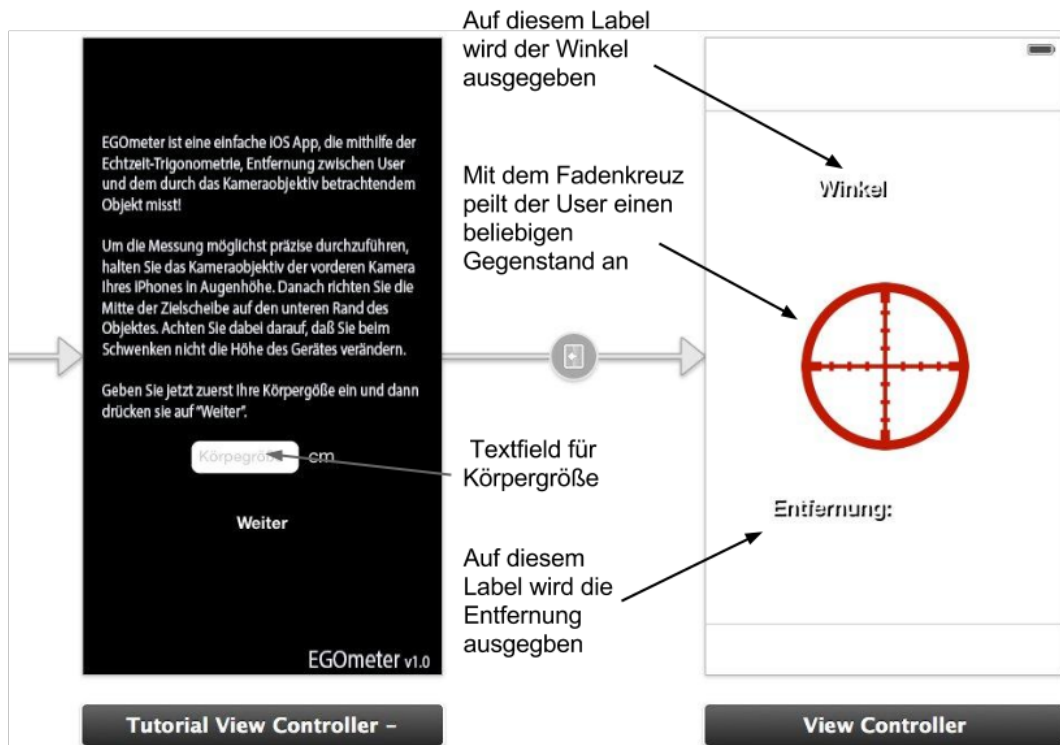 EGOmeter ist eine einfache iOS App, die mithilfe der
Echtzeit-Trigonometrie, Entfernung zwischen User
und dem durch das Kameraobjektiv betrachtendem
Objekt misst!
Um die Messung möglichst präzise durchzuführen,
halten Sie das Kameraobjektiv der vorderen Kamera
Ihres iPhones in Augenhöhe. Danach richten Sie die
Mitte der Zielscheibe auf den unteren Rand des
Objektes. Achten Sie dabei darauf, daß Sie beim
Schwenken nicht die Höhe des Gerätes verändern.
Geben Sie jetzt zuerst Ihre Körpergöße ein und dann
drücken sie auf "Weiter".
cm
Weiter
EGOmeter v1.0
Tutorial View Controller –
Auf diesem Label
wird der Winkel
ausgegeben
Mit dem Fadenkreuz
peilt der User einen
beliebigen
Gegenstand an
Textfield für
Körpergröße
Auf diesem
Label wird die
Entfernung
ausgegben
Winkel
Entfernung:
View Controller